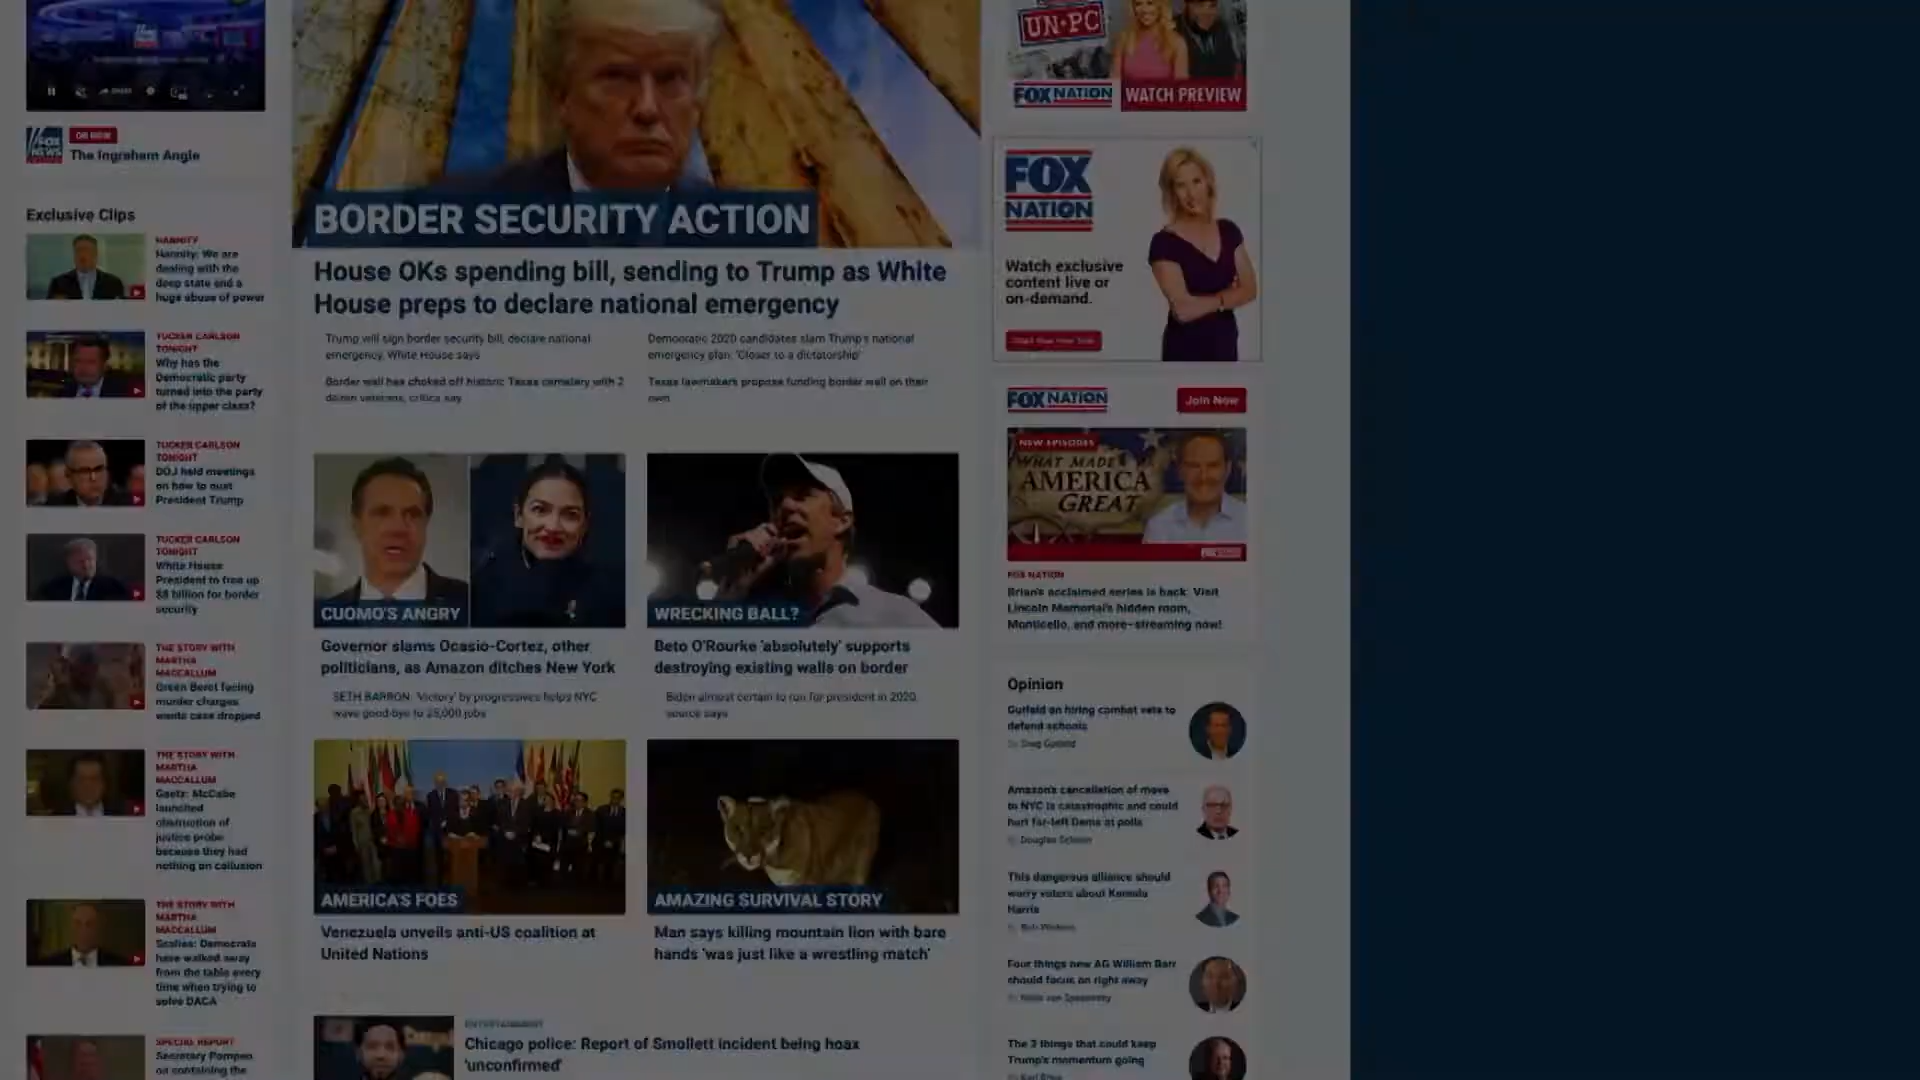 SHARE
FOX
NEWS
ON NOW
The Ingraham Angle
Exclusive Clips
HANNITY
Hannity: We are
dealing with the
deep state and a
huge abuse of power
TUCKER CARLSON
TONIGHT
Why has the
Democratic party
turned into the party
of the upper class?
TUCKER CARLSON
TONIGHT
DOJ held meetings
on how to oust
President Trump
TUCKER CARLSON
TONIGHT
White House:
President to free up
$8 billion for border
security
THE STORY WITH
MARTHA
MACCALLUM
Green Beret facing
murder charges
wants case dropped
THE STORY WITH
MARTHA
MACCALLUM
Gaetz: McCabe
launched
obstruction of
justice probe
because they had
nothing on collusion
THE STORY WITH
MARTHA
MACCALLUM
Scalise: Democrats
have walked away
from the table every
time when trying to
solve DACA
SPECIAL REPORT
Secretary Pompeo
on containing the
BORDER SECURITY ACTION
House OKs spending bill, sending to Trump as White
House preps to declare national emergency
Trump will sign border security bill, declare national
emergency, White House says
Border wall has choked off historic Texas cemetery with 2
dozen veterans, critics say
Democratic 2020 candidates slam Trump's national
emergency plan: 'Closer to a dictatorship'
Texas lawmakers propose funding border wall on their
own
CUOMO'S ANGRY
Governor slams Ocasio-Cortez, other
politicians, as Amazon ditches New York
SETH BARRON: 'Victory' by progressives helps NYC
wave good-bye to 25,000 jobs
WRECKING BALL?
Beto O'Rourke 'absolutely' supports
destroying existing walls on border
Biden almost certain to run for president in 2020,
source says
AMERICA'S FOES
Venezuela unveils anti-US coalition at
United Nations
AMAZING SURVIVAL STORY
Man says killing mountain lion with bare
hands 'was just like a wrestling match'
ENTERTAINMENT
Chicago police: Report of Smollett incident being hoax
'unconfirmed'
UN•PC
FOX NATION
WATCH PREVIEW
FOX
NATION
Watch exclusive
content live or
on-demand.
FOX NATION
Join Now
NEW EPISODES
WHAT MADE
AMERICA
GREAT
FOX NATION
Brian's acclaimed series is back. Visit
Lincoln Memorial's hidden room,
Monticello, and more–streaming now!
Opinion
Gutfeld on hiring combat vets to
defend schools
By Greg Gutfeld
Amazon's cancellation of move
to NYC is catastrophic and could
hurt far-left Dems at polls
By Douglas Schoen
This dangerous alliance should
worry voters about Kamala
Harris
Four things new AG William Barr
should focus on right away
The 3 things that could keep
Trump's momentum going
By Karl Rove